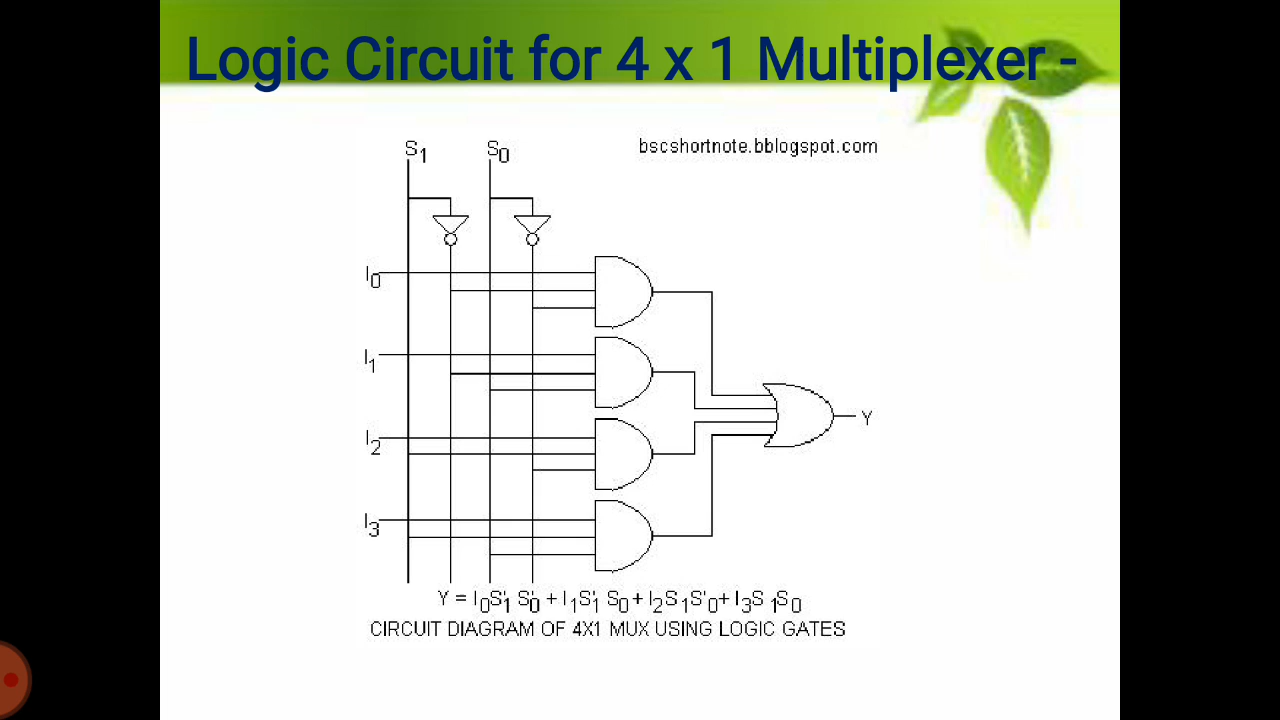 Logic Circuit for 4 x 1 Multiplexer -
S1 S0 bscshortnote.bblogspot.com
I0
I1
Y
I2
I3
Y = I0S'1 S'0 + I1S'1 S0 + I2S1S'0 + I3S1S0
CIRCUIT DIAGRAM OF 4X1 MUX USING LOGIC GATES